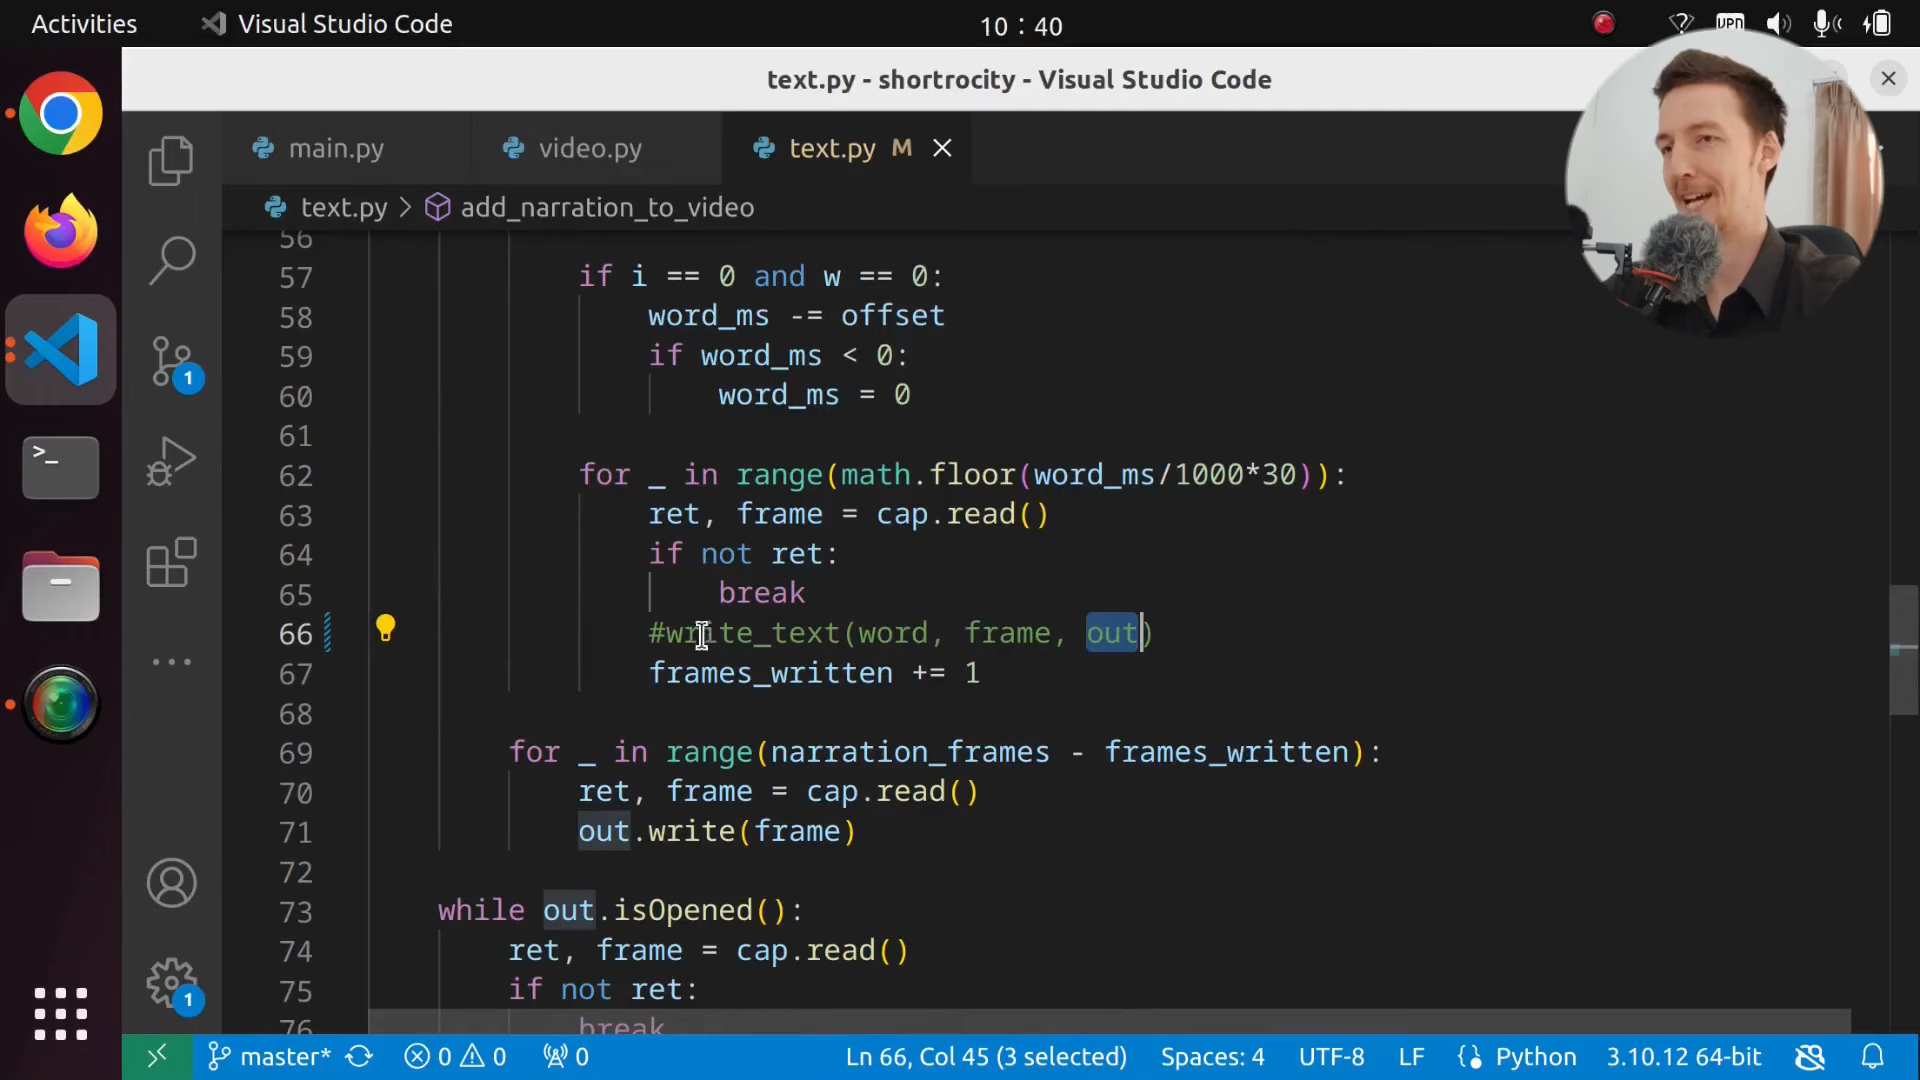 Activities
Visual Studio Code
10 : 40
VPN
text.py - shortrocity - Visual Studio Code
main.py
video.py
text.py M
text.py > add_narration_to_video
56
57 if i == 0 and w == 0:
58 word_ms -= offset
59 if word_ms < 0:
60 word_ms = 0
61
62 for _ in range(math.floor(word_ms/1000*30)):
63 ret, frame = cap.read()
64 if not ret:
65 break
66 #write_text(word, frame, out)
67 frames_written += 1
68
69 for _ in range(narration_frames - frames_written):
70 ret, frame = cap.read()
71 out.write(frame)
72
73 while out.isOpened():
74 ret, frame = cap.read()
75 if not ret:
76 break
1
1
master* 0 0 0 Ln 66, Col 45 (3 selected) Spaces: 4 UTF-8 LF Python 3.10.12 64-bit